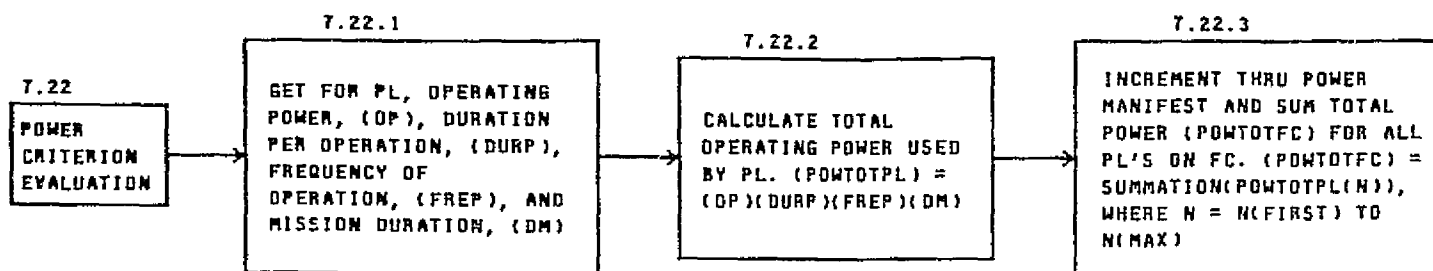 7.22
POWER
CRITERION
EVALUATION
7.22.1
GET FOR PL, OPERATING
POWER, (OP), DURATION
PER OPERATION, (DURP),
FREQUENCY OF
OPERATION, (FREP), AND
MISSION DURATION, (DM)
7.22.2
CALCULATE TOTAL
OPERATING POWER USED
BY PL. (POWTOTPL) =
(OP)(DURP)(FREP)(DM)
7.22.3
INCREMENT THRU POWER
MANIFEST AND SUM TOTAL
POWER (POWTOTFC) FOR ALL
PL'S ON FC. (POWTOTFC) =
SUMMATION(POWTOTPL(N)),
WHERE N = N(FIRST) TO
N(MAX)